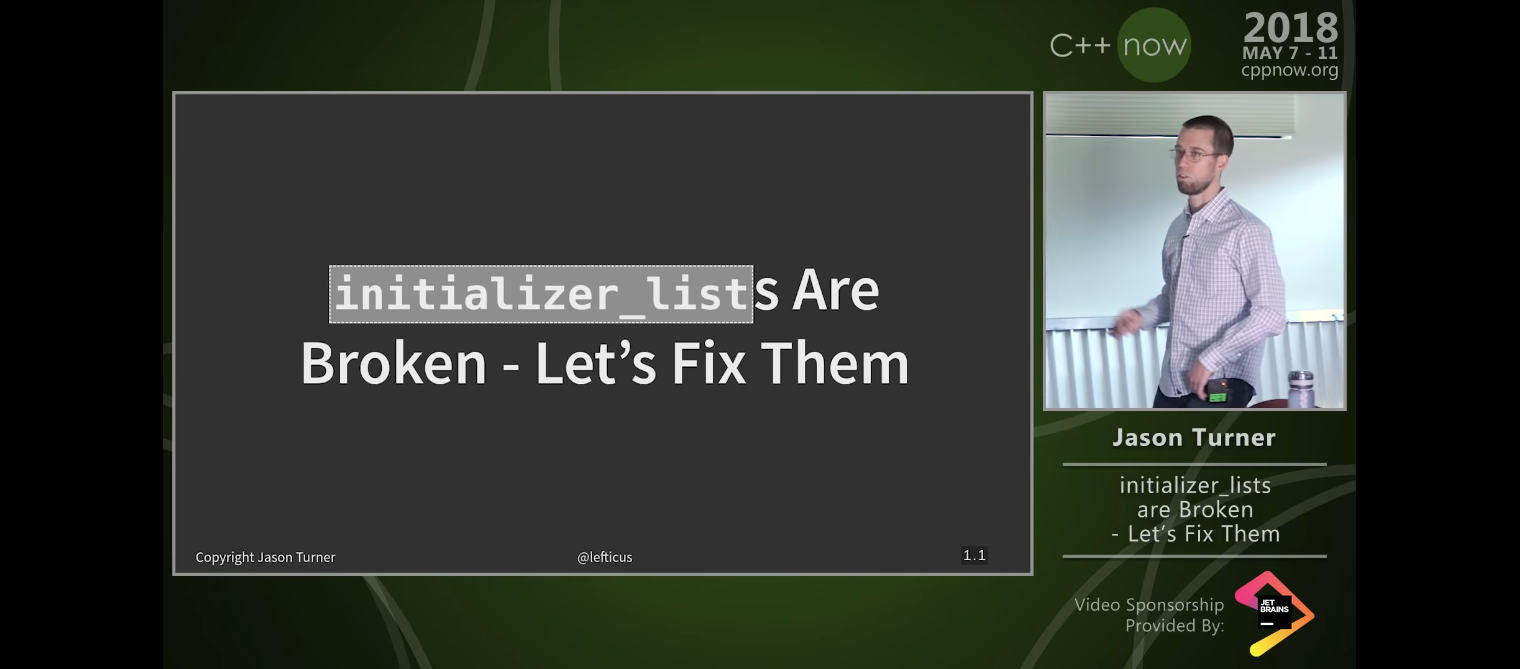 C++ now
2018
MAY 7 - 11
cppnow.org
initializer_lists Are
Broken - Let’s Fix Them
Copyright Jason Turner
@lefticus
1.1
Jason Turner
initializer_lists
are Broken
- Let’s Fix Them
Video Sponsorship
Provided By:
JET
BRAINS